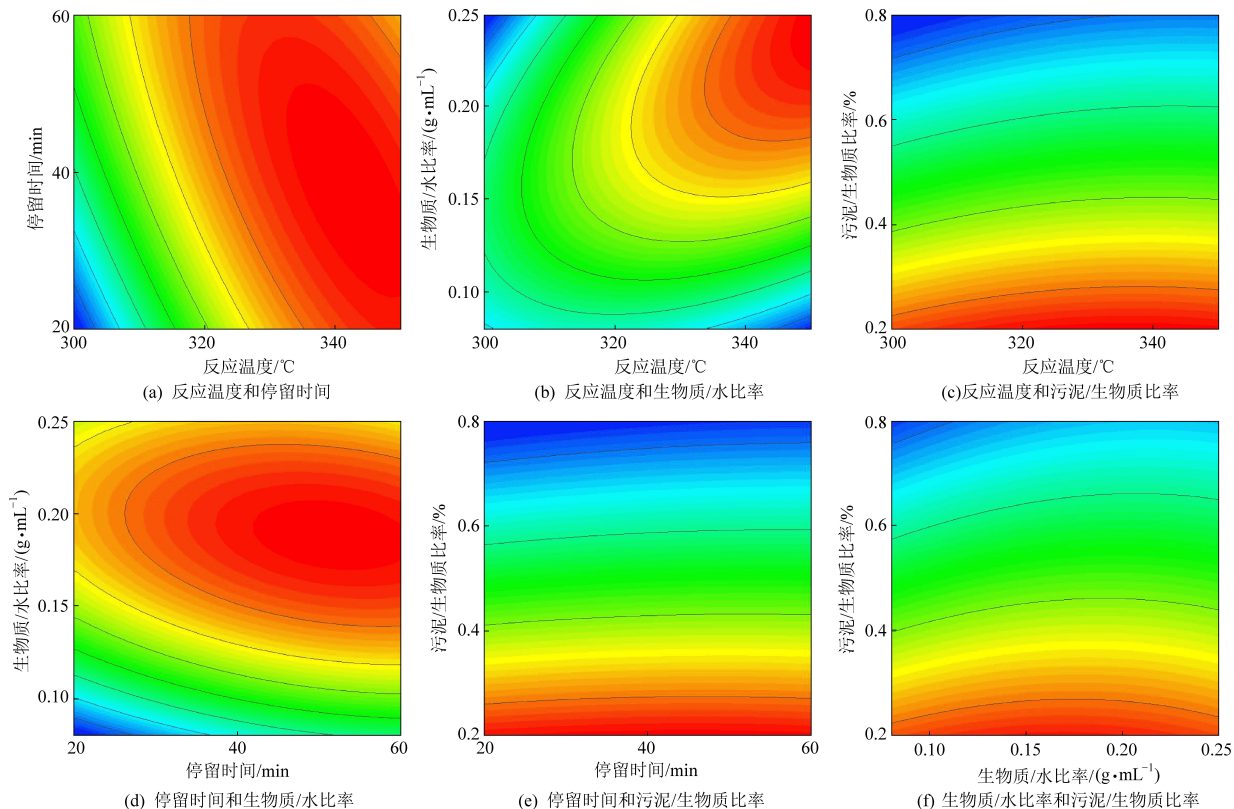 60
40
20
300
320
340
停留时间/min
反应温度/℃
(a) 反应温度和停留时间
0.25
0.20
0.15
0.10
300
320
340
生物质/水比率/(g•mL⁻¹)
反应温度/℃
(b) 反应温度和生物质/水比率
0.8
0.6
0.4
0.2
300
320
340
污泥/生物质比率/%
反应温度/℃
(c)反应温度和污泥/生物质比率
0.25
0.20
0.15
0.10
20
40
60
生物质/水比率/(g•mL⁻¹)
停留时间/min
(d) 停留时间和生物质/水比率
0.8
0.6
0.4
0.2
20
40
60
污泥/生物质比率/%
停留时间/min
(e) 停留时间和污泥/生物质比率
0.8
0.6
0.4
0.2
0.10
0.15
0.20
0.25
污泥/生物质比率/%
生物质/水比率/(g•mL⁻¹)
(f) 生物质/水比率和污泥/生物质比率